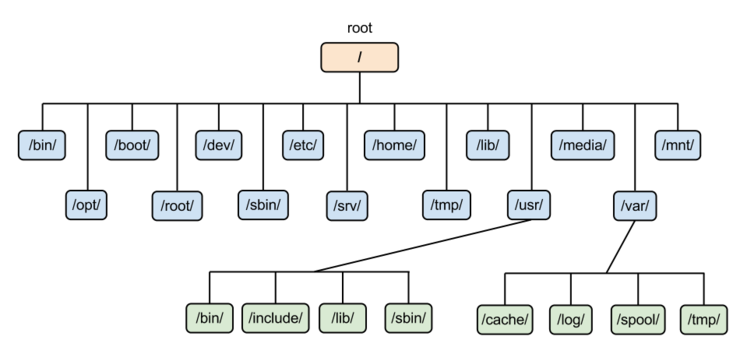 root
/
/bin/ /boot/ /dev/ /etc/ /home/ /lib/ /media/ /mnt/
/opt/ /root/ /sbin/ /srv/ /tmp/ /usr/ /var/
/bin/ /include/ /lib/ /sbin/ /cache/ /log/ /spool/ /tmp/